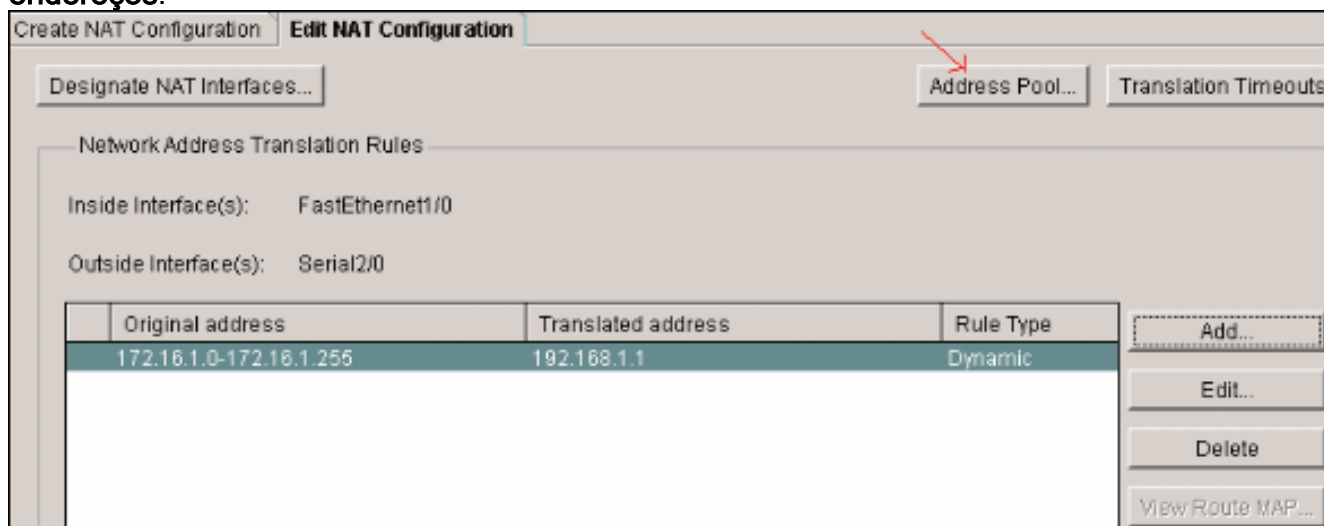 endereços.
Create NAT Configuration Edit NAT Configuration
Designate NAT Interfaces... Address Pool... Translation Timeouts
Network Address Translation Rules
Inside Interface(s): FastEthernet1/0
Outside Interface(s): Serial2/0
Original address Translated address Rule Type Add...
172.16.1.0-172.16.1.255 192.168.1.1 Dynamic
Edit...
Delete
View Route MAP...